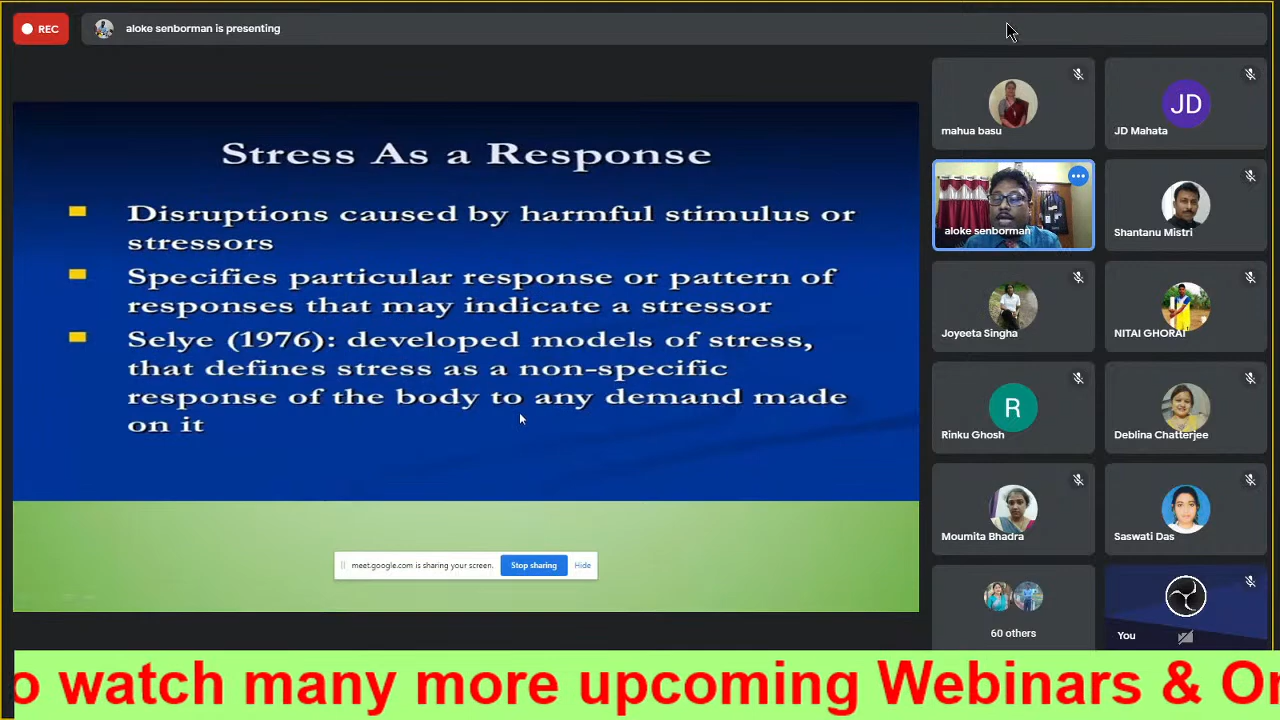 REC
aloke senborman is presenting
Stress As a Response
Disruptions caused by harmful stimulus or
stressors
Specifies particular response or pattern of
responses that may indicate a stressor
Selye (1976): developed models of stress,
that defines stress as a non-specific
response of the body to any demand made
on it
meet.google.com is sharing your screen.
Stop sharing
Hide
mahua basu
JD
JD Mahata
aloke senborman
Shantanu Mistri
Joyeeta Singha
NITAI GHORAI
R
Rinku Ghosh
Deblina Chatterjee
Moumita Bhadra
Saswati Das
60 others
You
o watch many more upcoming Webinars & Or